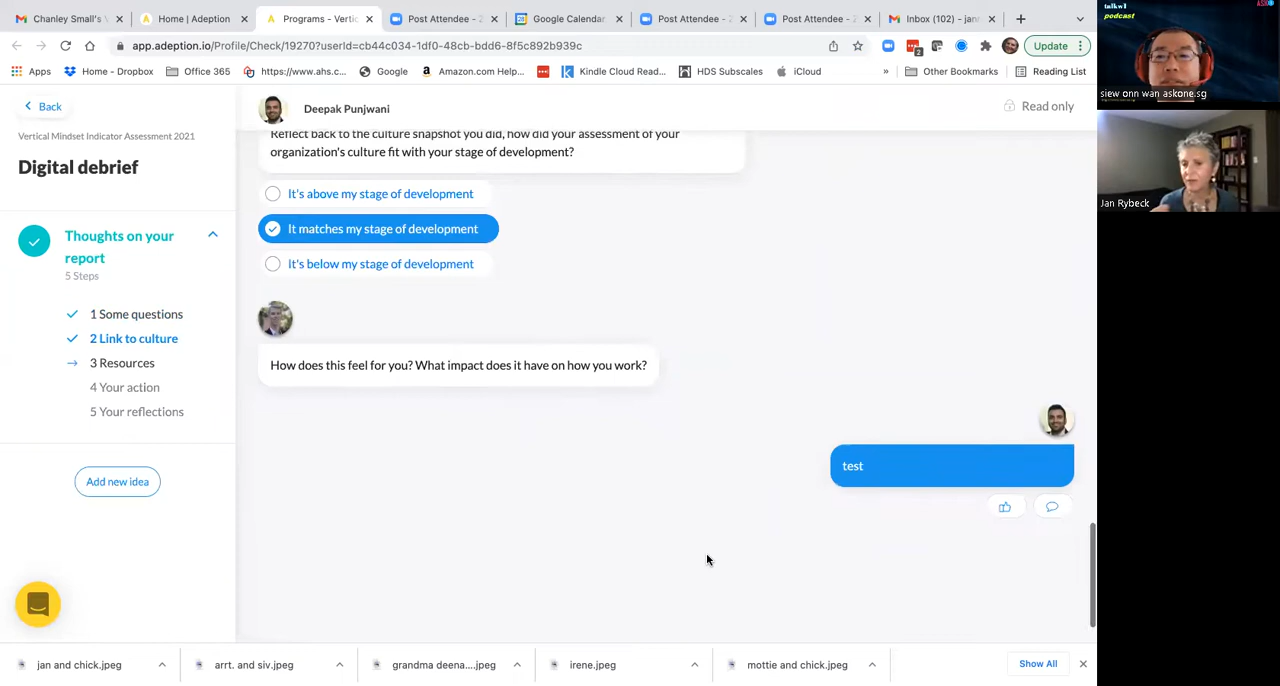 Chanley Small's V
Home | Adeption
Programs - Vertic
Post Attendee - Z
Google Calendar
Post Attendee - Z
Post Attendee - Z
app.adeption.io/Profile/Check/19270?userId=cb44c034-1df0-48cb-bdd6-8f5c892b939c
Update
Apps
Home - Dropbox
Office 365
https://www.ahs.c...
Google
Amazon.com Hep...
Kindle Cloud Read...
HDS Subscales
iCloud
»
Other Bookmarks
Reading List
talkwl
podcast
siew onn wan askone.sg
Jan Rybeck
Back
Vertical Mindset Indicator Assessment 2021
Digital debrief
Thoughts on your
report
5 Steps
1 Some questions
2 Link to culture
3 Resources
4 Your action
5 Your reflections
Add new idea
Deepak Punjwani
Read only
Reflect back to the culture snapshot you did, how did your assessment of your
organization's culture fit with your stage of development?
It's above my stage of development
It matches my stage of development
it's below my stage of development
How does this feel for you? What impact does it have on how you work?
test
jan and chick.jpeg
arrt. and siv.jpeg
grandma deena....jpeg
irene.jpeg
mottie and chick.jpeg
Show All